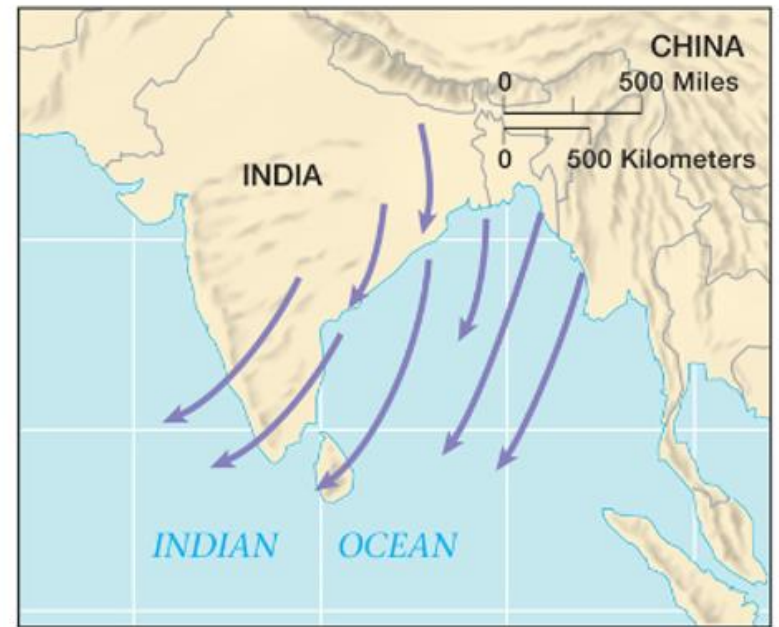 CHINA
0 500 Miles
0 500 Kilometers
INDIA
INDIAN OCEAN